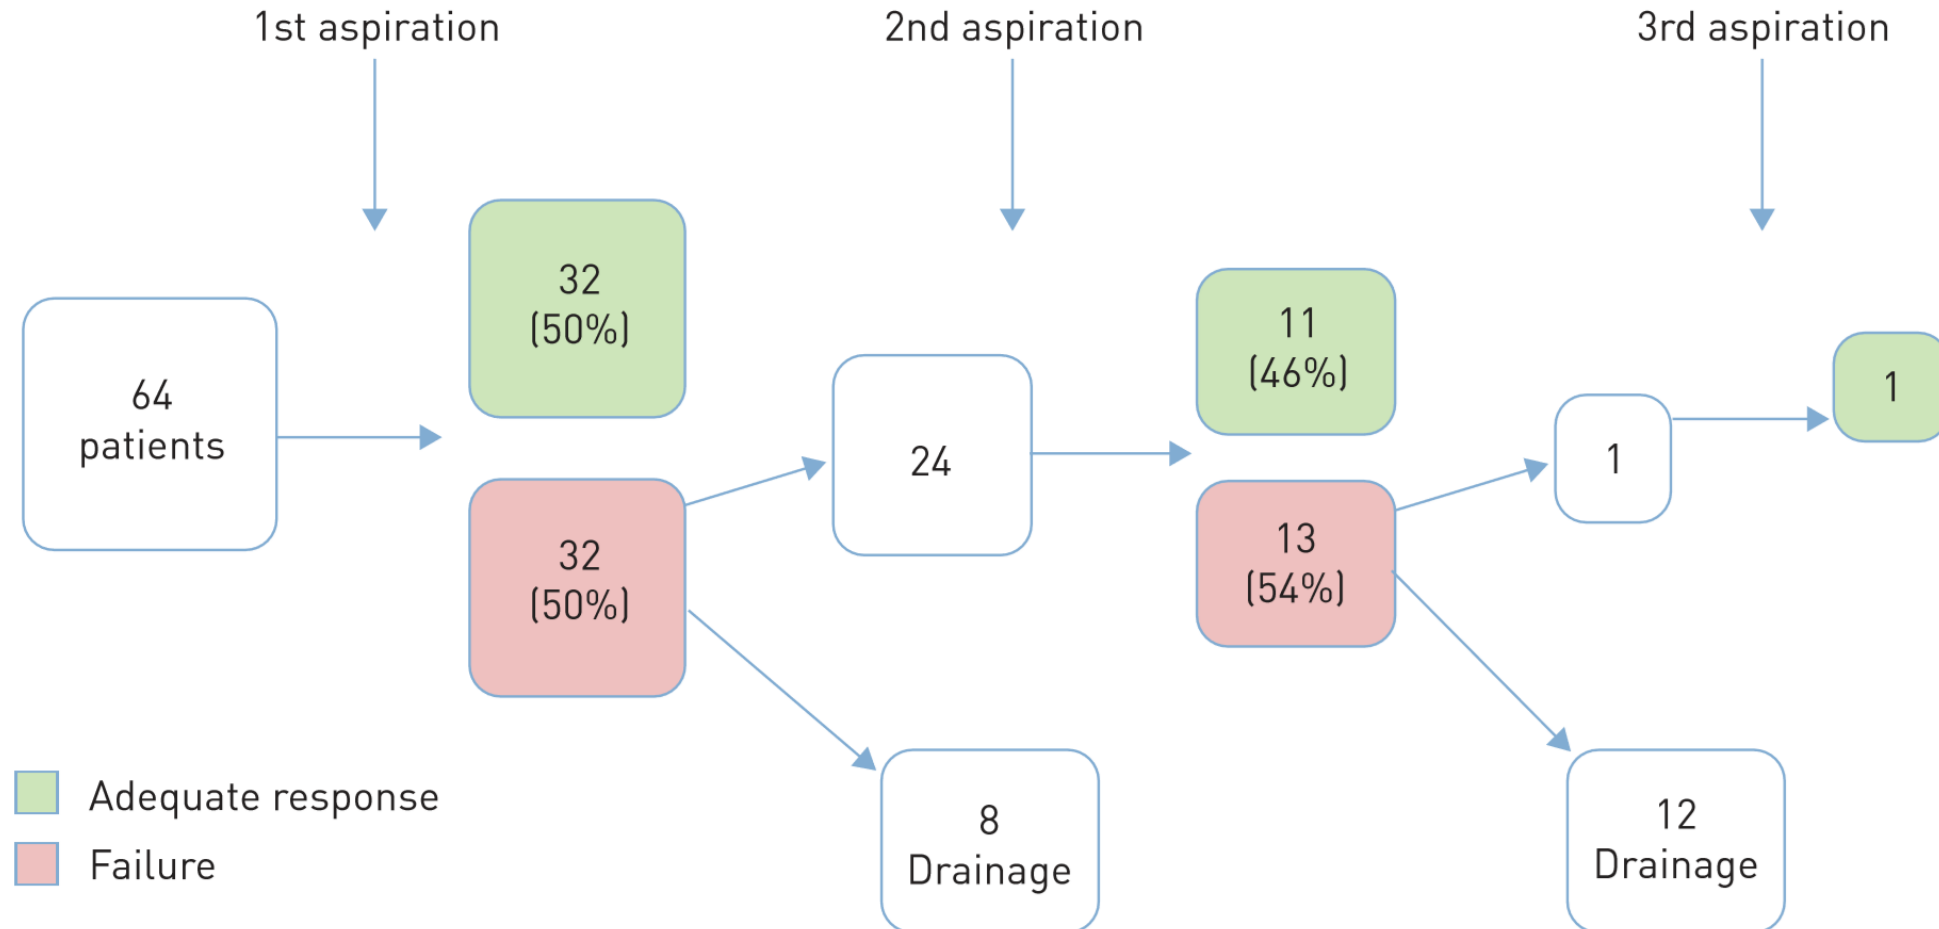 1st aspiration
2nd aspiration
3rd aspiration
64
patients
32
(50%)
32
(50%)
24
8
Drainage
11
(46%)
13
(54%)
1
12
Drainage
1
Adequate response
Failure